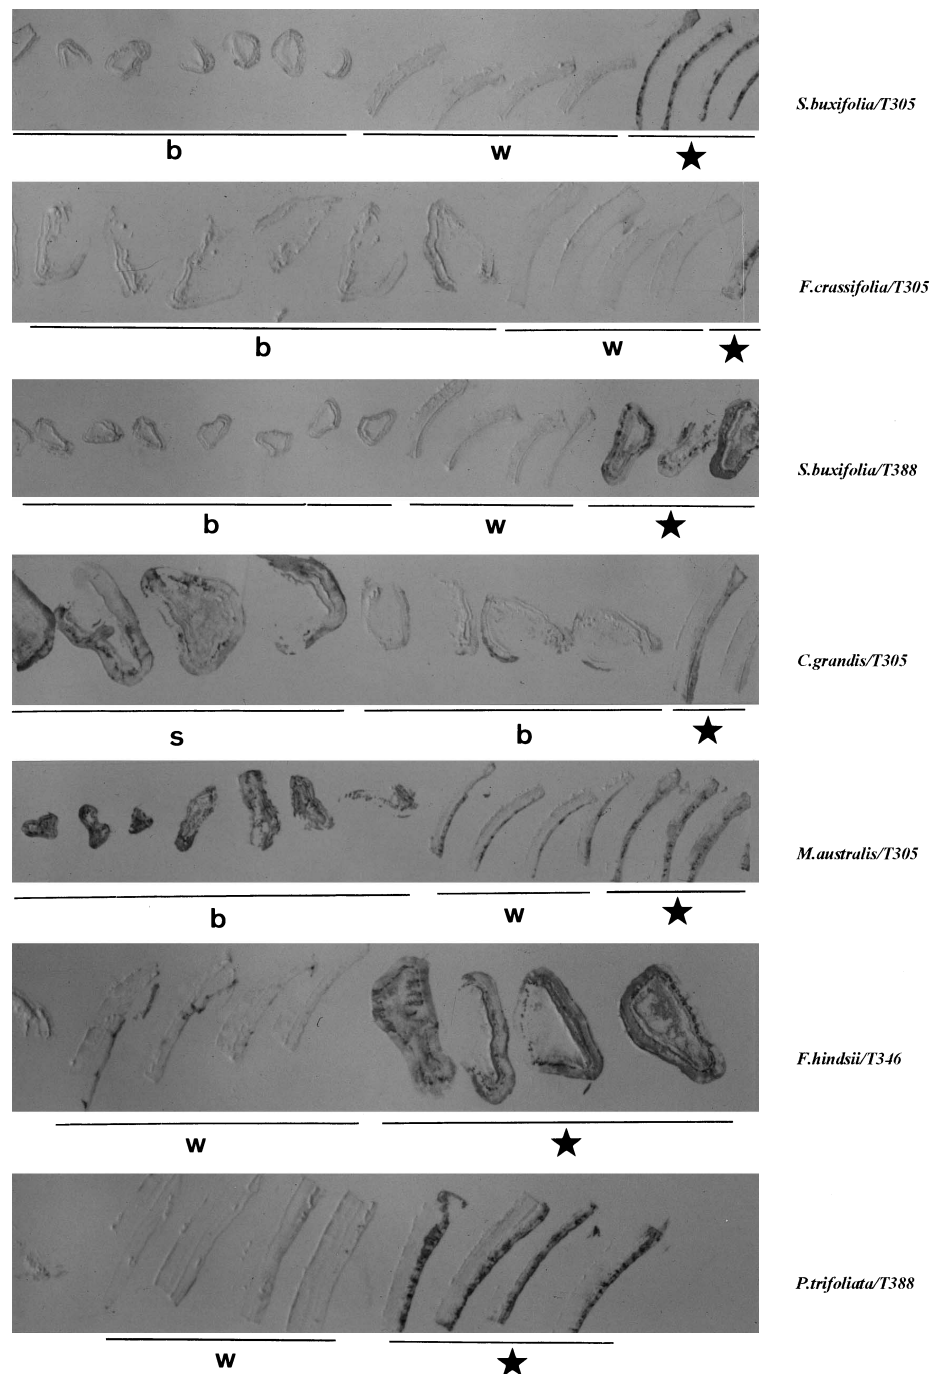 S.buxifolia/T305
b w ★
F.crassifolia/T305
b w ★
S.buxifolia/T388
b w ★
C.grandis/T305
s b ★
M.australis/T305
b w ★
F.hindsii/T346
w ★
P.trifoliata/T388
w ★